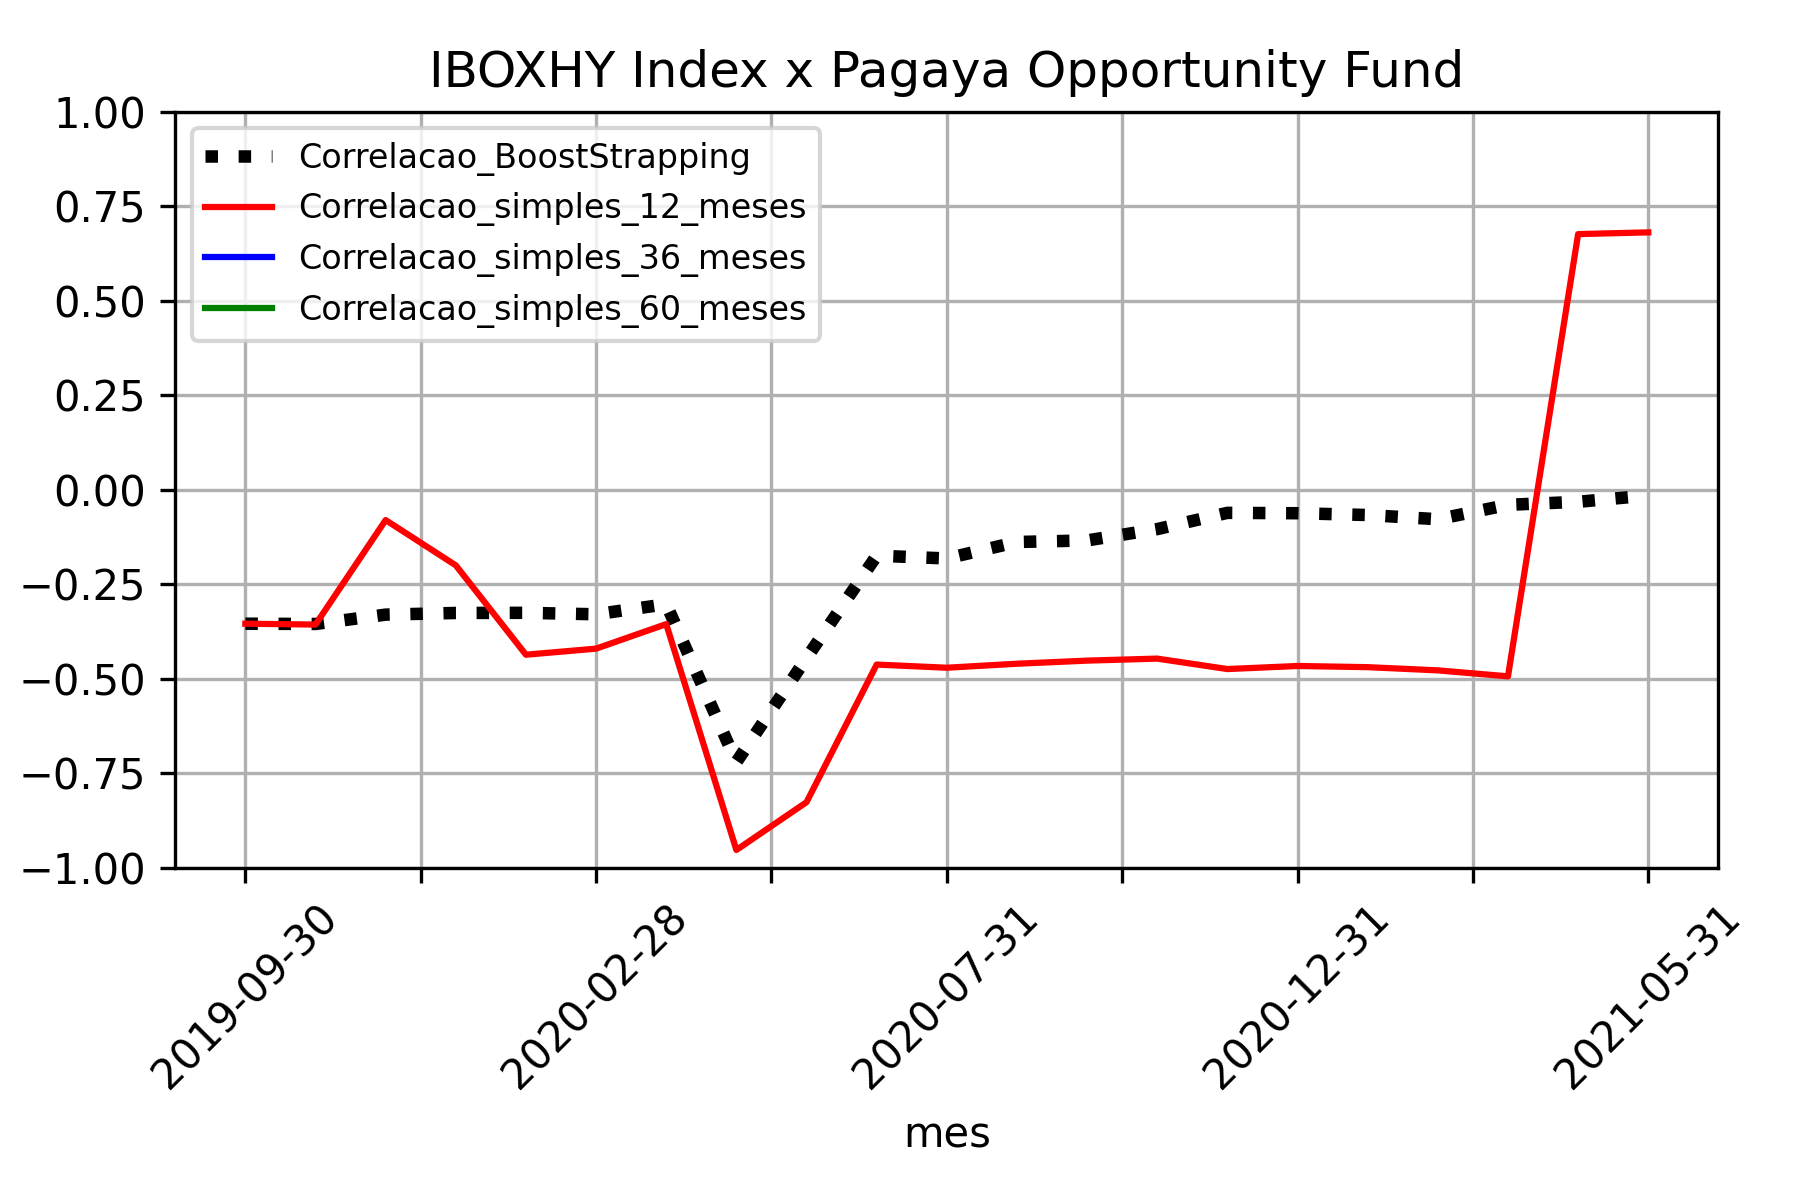 IBOXHY Index x Pagaya Opportunity Fund
1.00
0.75
0.50
0.25
0.00
−0.25
−0.50
−0.75
−1.00
Correlacao_BoostStrapping
Correlacao_simples_12_meses
Correlacao_simples_36_meses
Correlacao_simples_60_meses
2019-09-30
2020-02-28
2020-07-31
2020-12-31
2021-05-31
mes